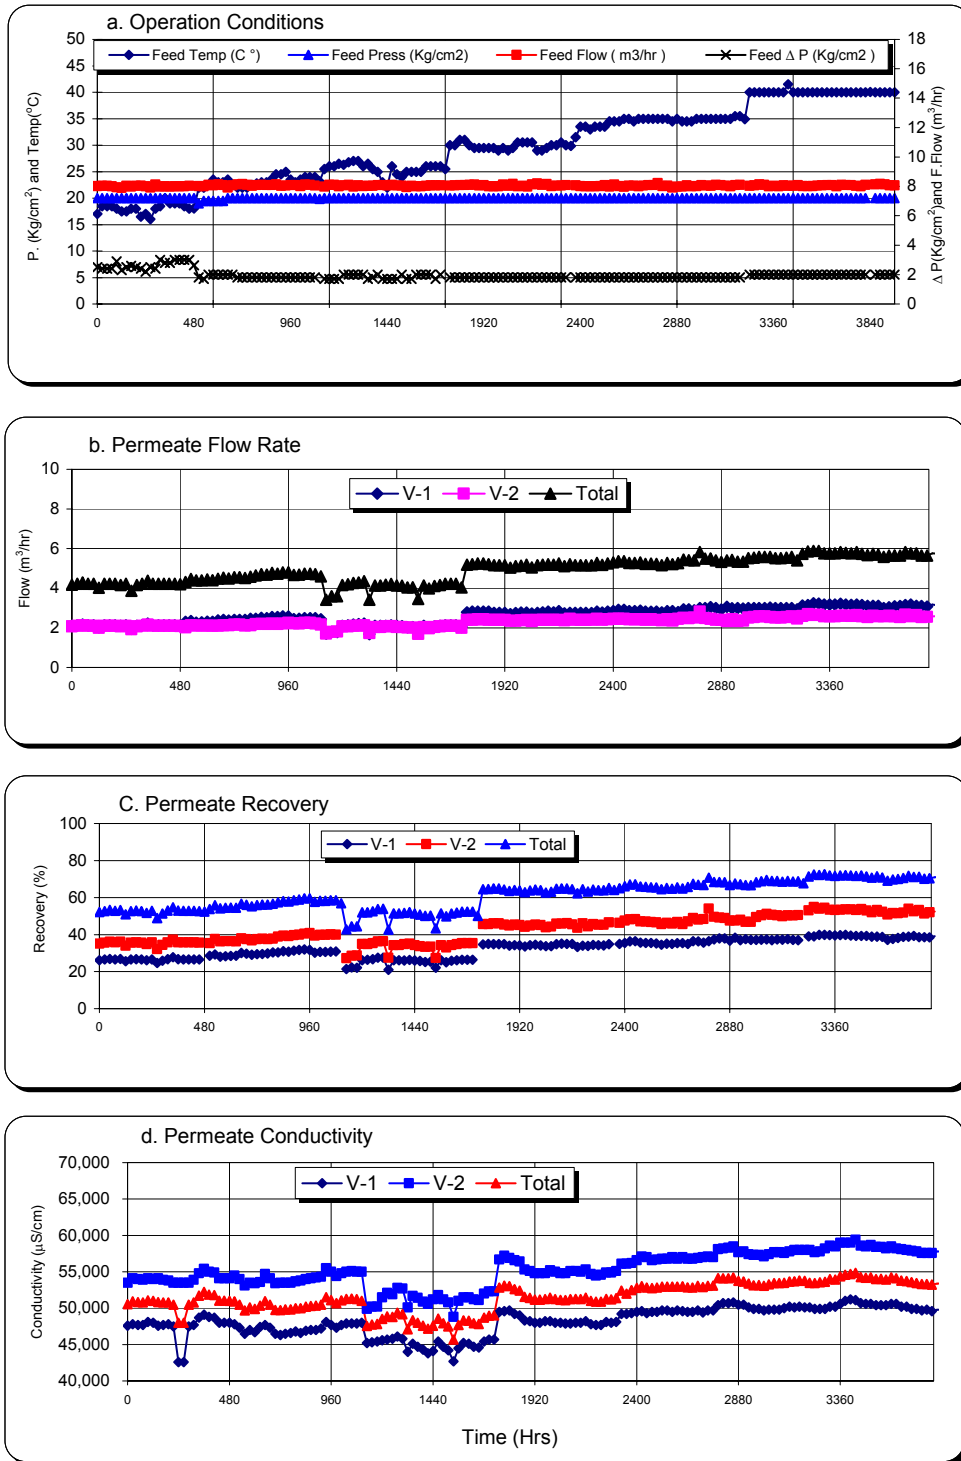 a. Operation Conditions
Feed Temp (C °) Feed Press (Kg/cm2) Feed Flow ( m3/hr ) Feed Δ P (Kg/cm2 )
P. (Kg/cm²) and Temp(°C)
50
45
40
35
30
25
20
15
10
5
0
18
16
14
12
10
8
6
4
2
0
Δ P(Kg/cm²)and F.Flow (m³/hr)
0 480 960 1440 1920 2400 2880 3360 3840
b. Permeate Flow Rate
V-1 V-2 Total
Flow (m³/hr)
10
8
6
4
2
0
0 480 960 1440 1920 2400 2880 3360
C. Permeate Recovery
V-1 V-2 Total
Recovery (%)
100
80
60
40
20
0
0 480 960 1440 1920 2400 2880 3360
d. Permeate Conductivity
V-1 V-2 Total
Conductivity (µS/cm)
70,000
65,000
60,000
55,000
50,000
45,000
40,000
0 480 960 1440 1920 2400 2880 3360
Time (Hrs)